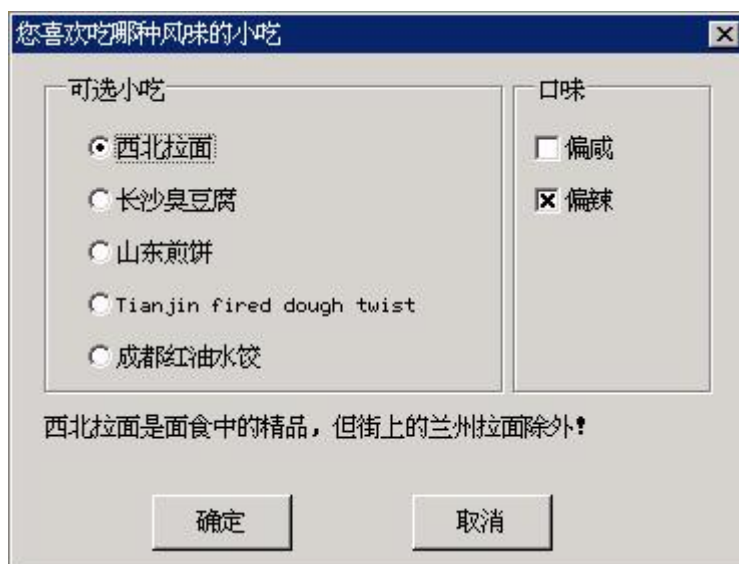 您喜欢吃哪种风味的小吃
可选小吃
口味
西北拉面
偏咸
长沙臭豆腐
偏辣
山东煎饼
Tianjin fired dough twist
成都红油水饺
西北拉面是面食中的精品，但街上的兰州拉面除外！
确定
取消